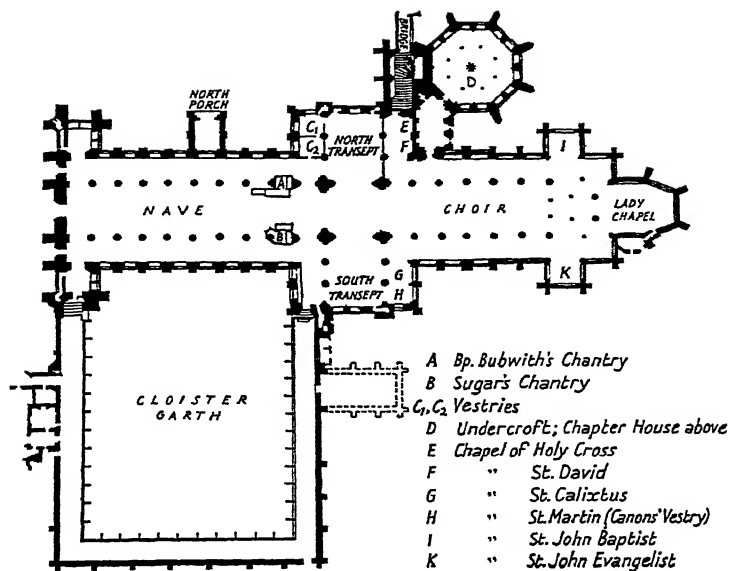 BRIDGE
D
NORTH
PORCH
C1
C2
NORTH
TRANSEPT
E
F
I
A
NAVE
CHOIR
LADY
CHAPEL
B
G
H
SOUTH
TRANSEPT
K
CLOISTER
GARTH
A Bp. Bubwith's Chantry
B Sugar's Chantry
C1, C2 Vestries
D Undercroft; Chapter House above
E Chapel of Holy Cross
F " St. David
G " St. Calixtus
H " St. Martin (Canons' Vestry)
I " St. John Baptist
K " St. John Evangelist